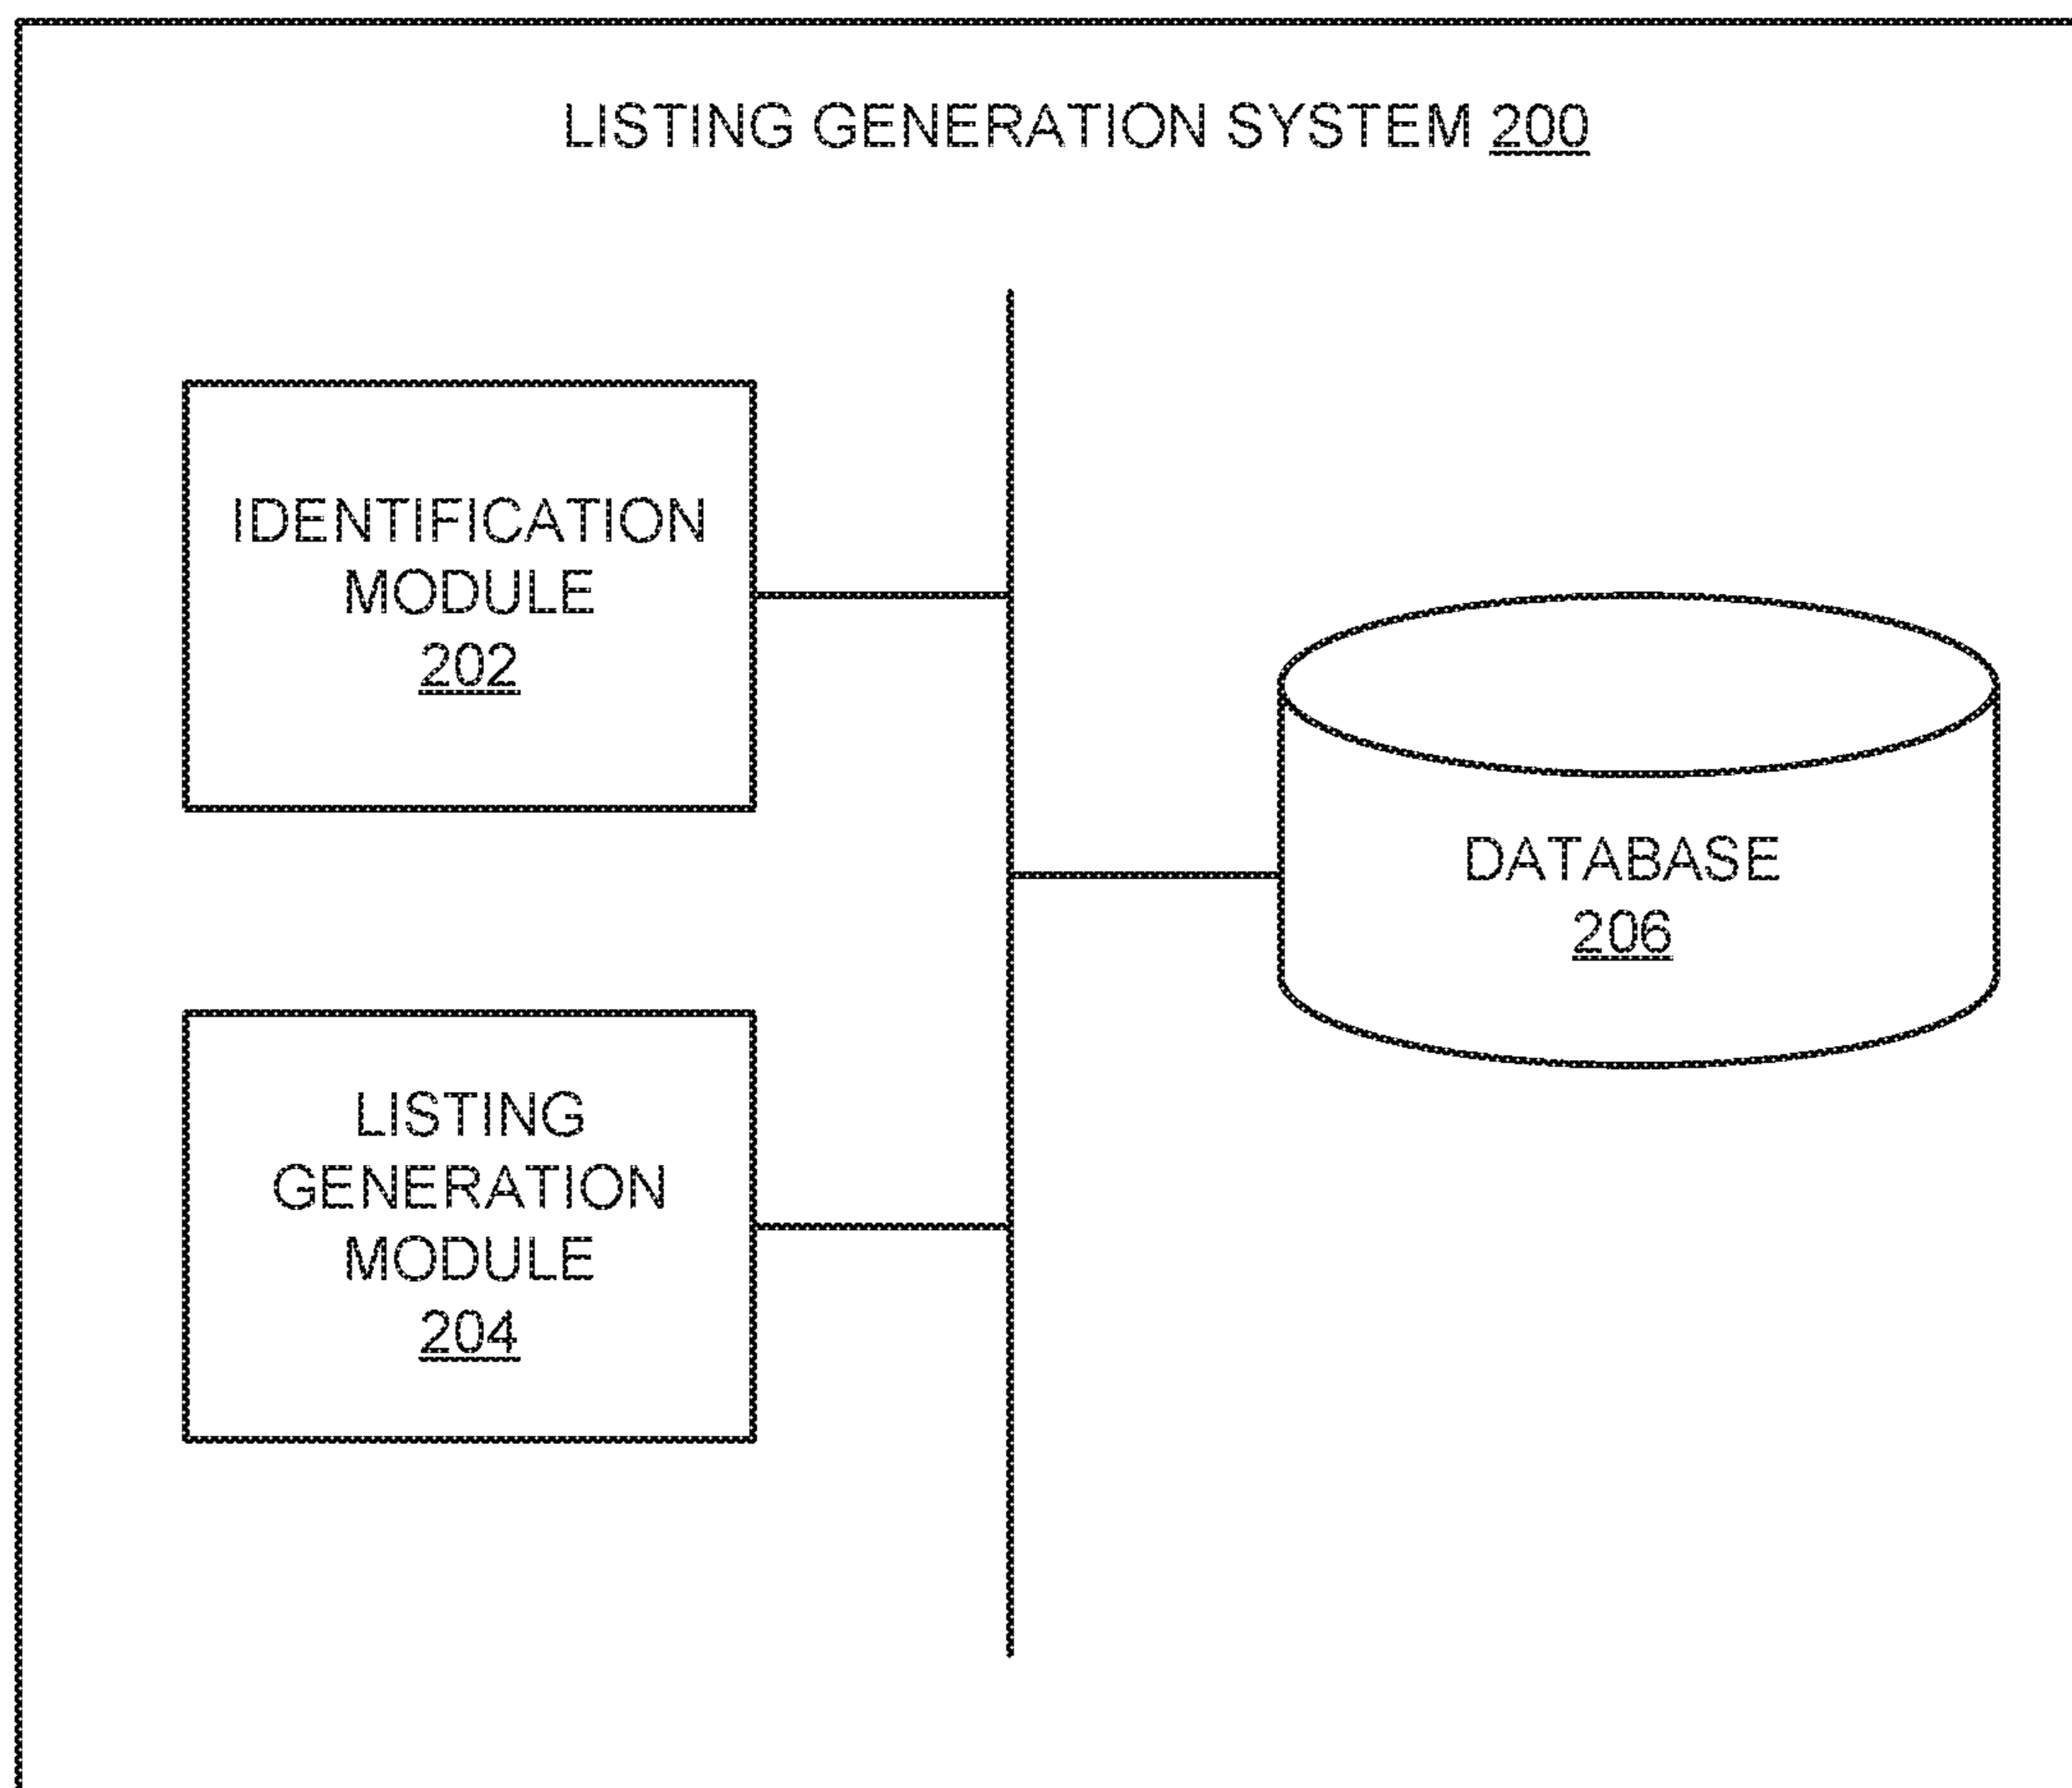 LISTING GENERATION SYSTEM 200
IDENTIFICATION
MODULE
202
DATABASE
206
LISTING
GENERATION
MODULE
204